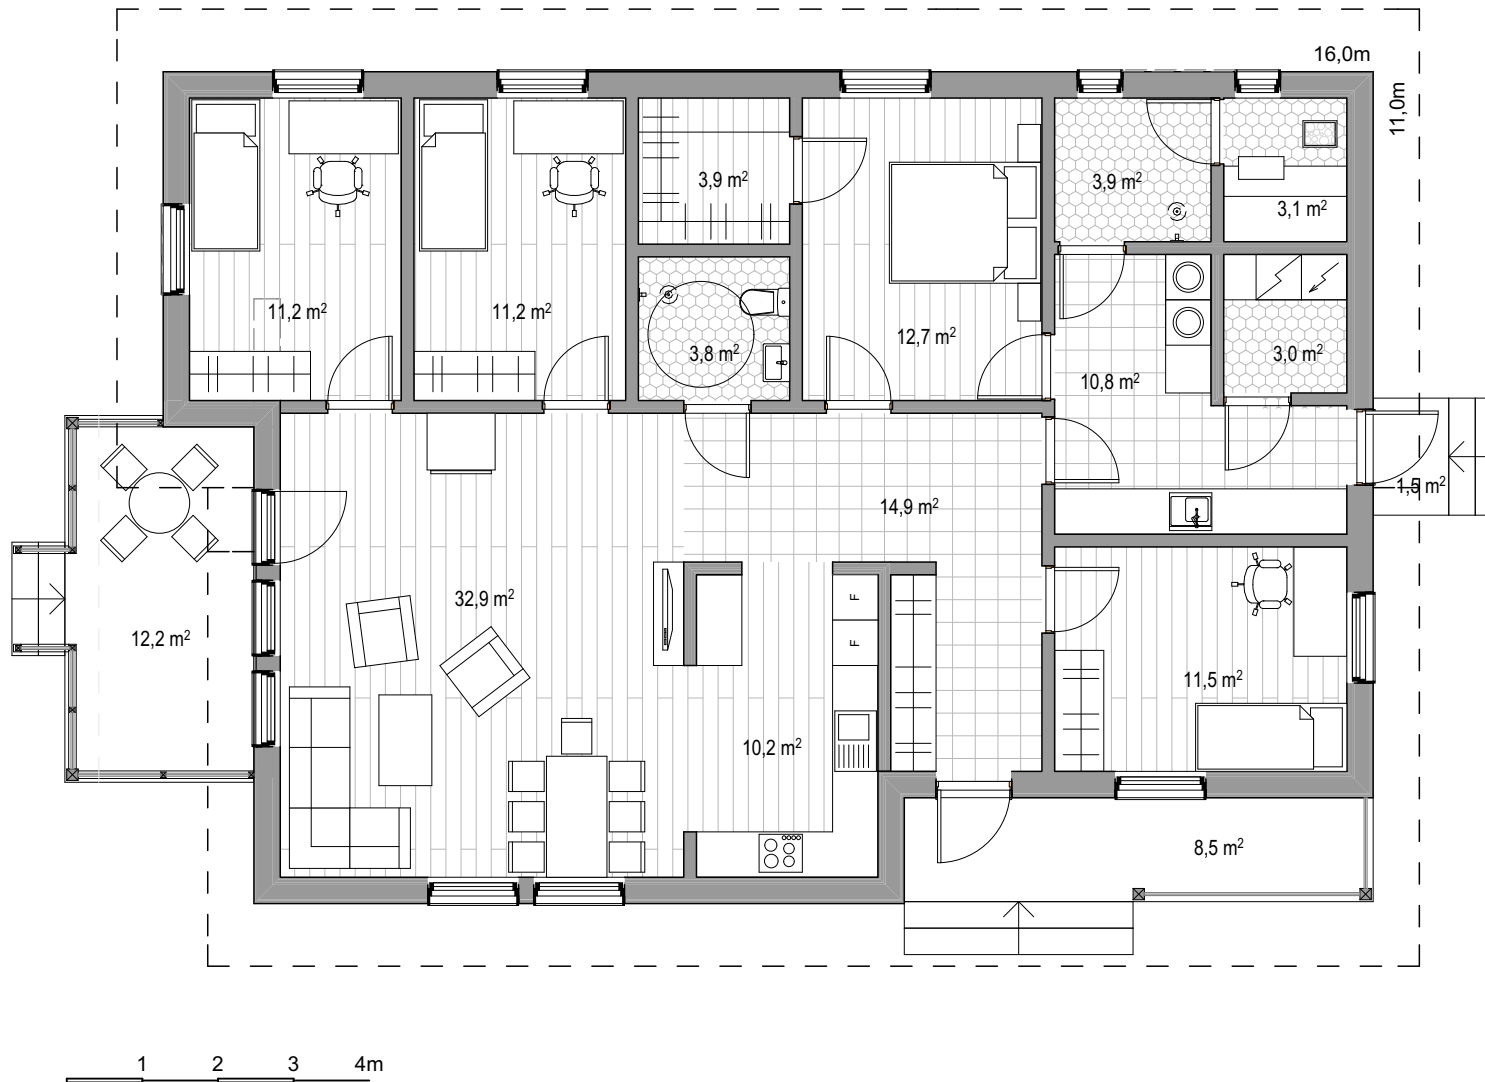 16,0m
11,0m
3,9 m²
3,9 m²
3,1 m²
11,2 m²
11,2 m²
3,8 m²
12,7 m²
3,0 m²
10,8 m²
1,5 m²
14,9 m²
32,9 m²
F
F
12,2 m²
11,5 m²
10,2 m²
8,5 m²
1 2 3 4m